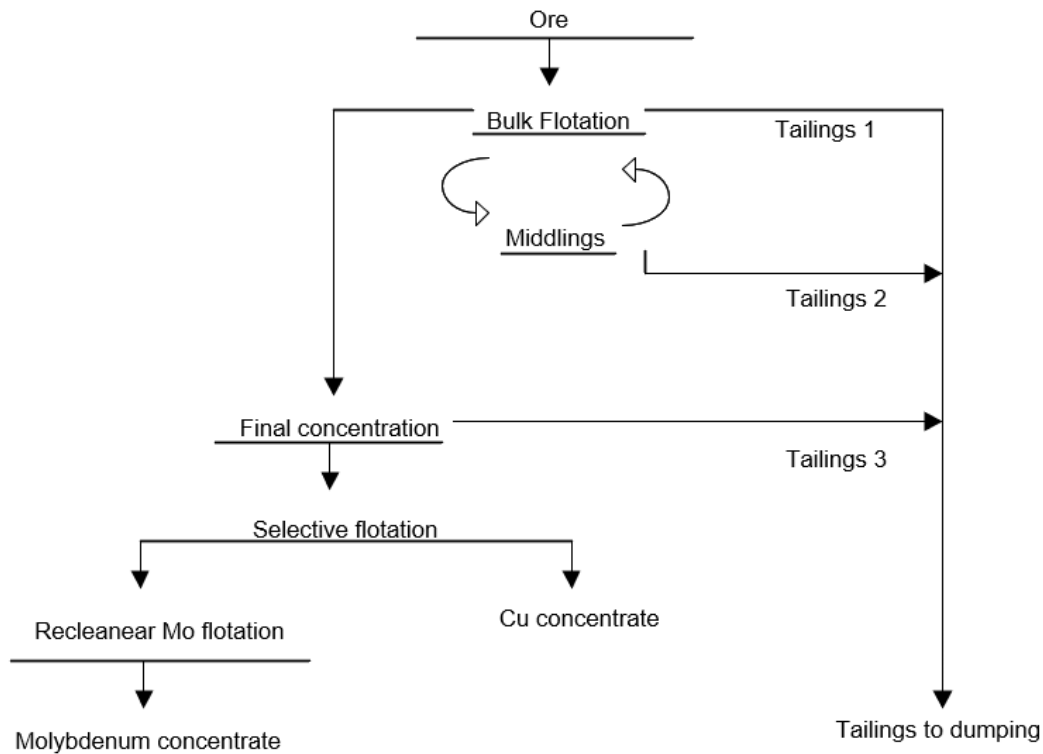 Ore
Bulk Flotation
Tailings 1
Middlings
Tailings 2
Final concentration
Tailings 3
Selective flotation
Cu concentrate
Recleanear Mo flotation
Molybdenum concentrate
Tailings to dumping